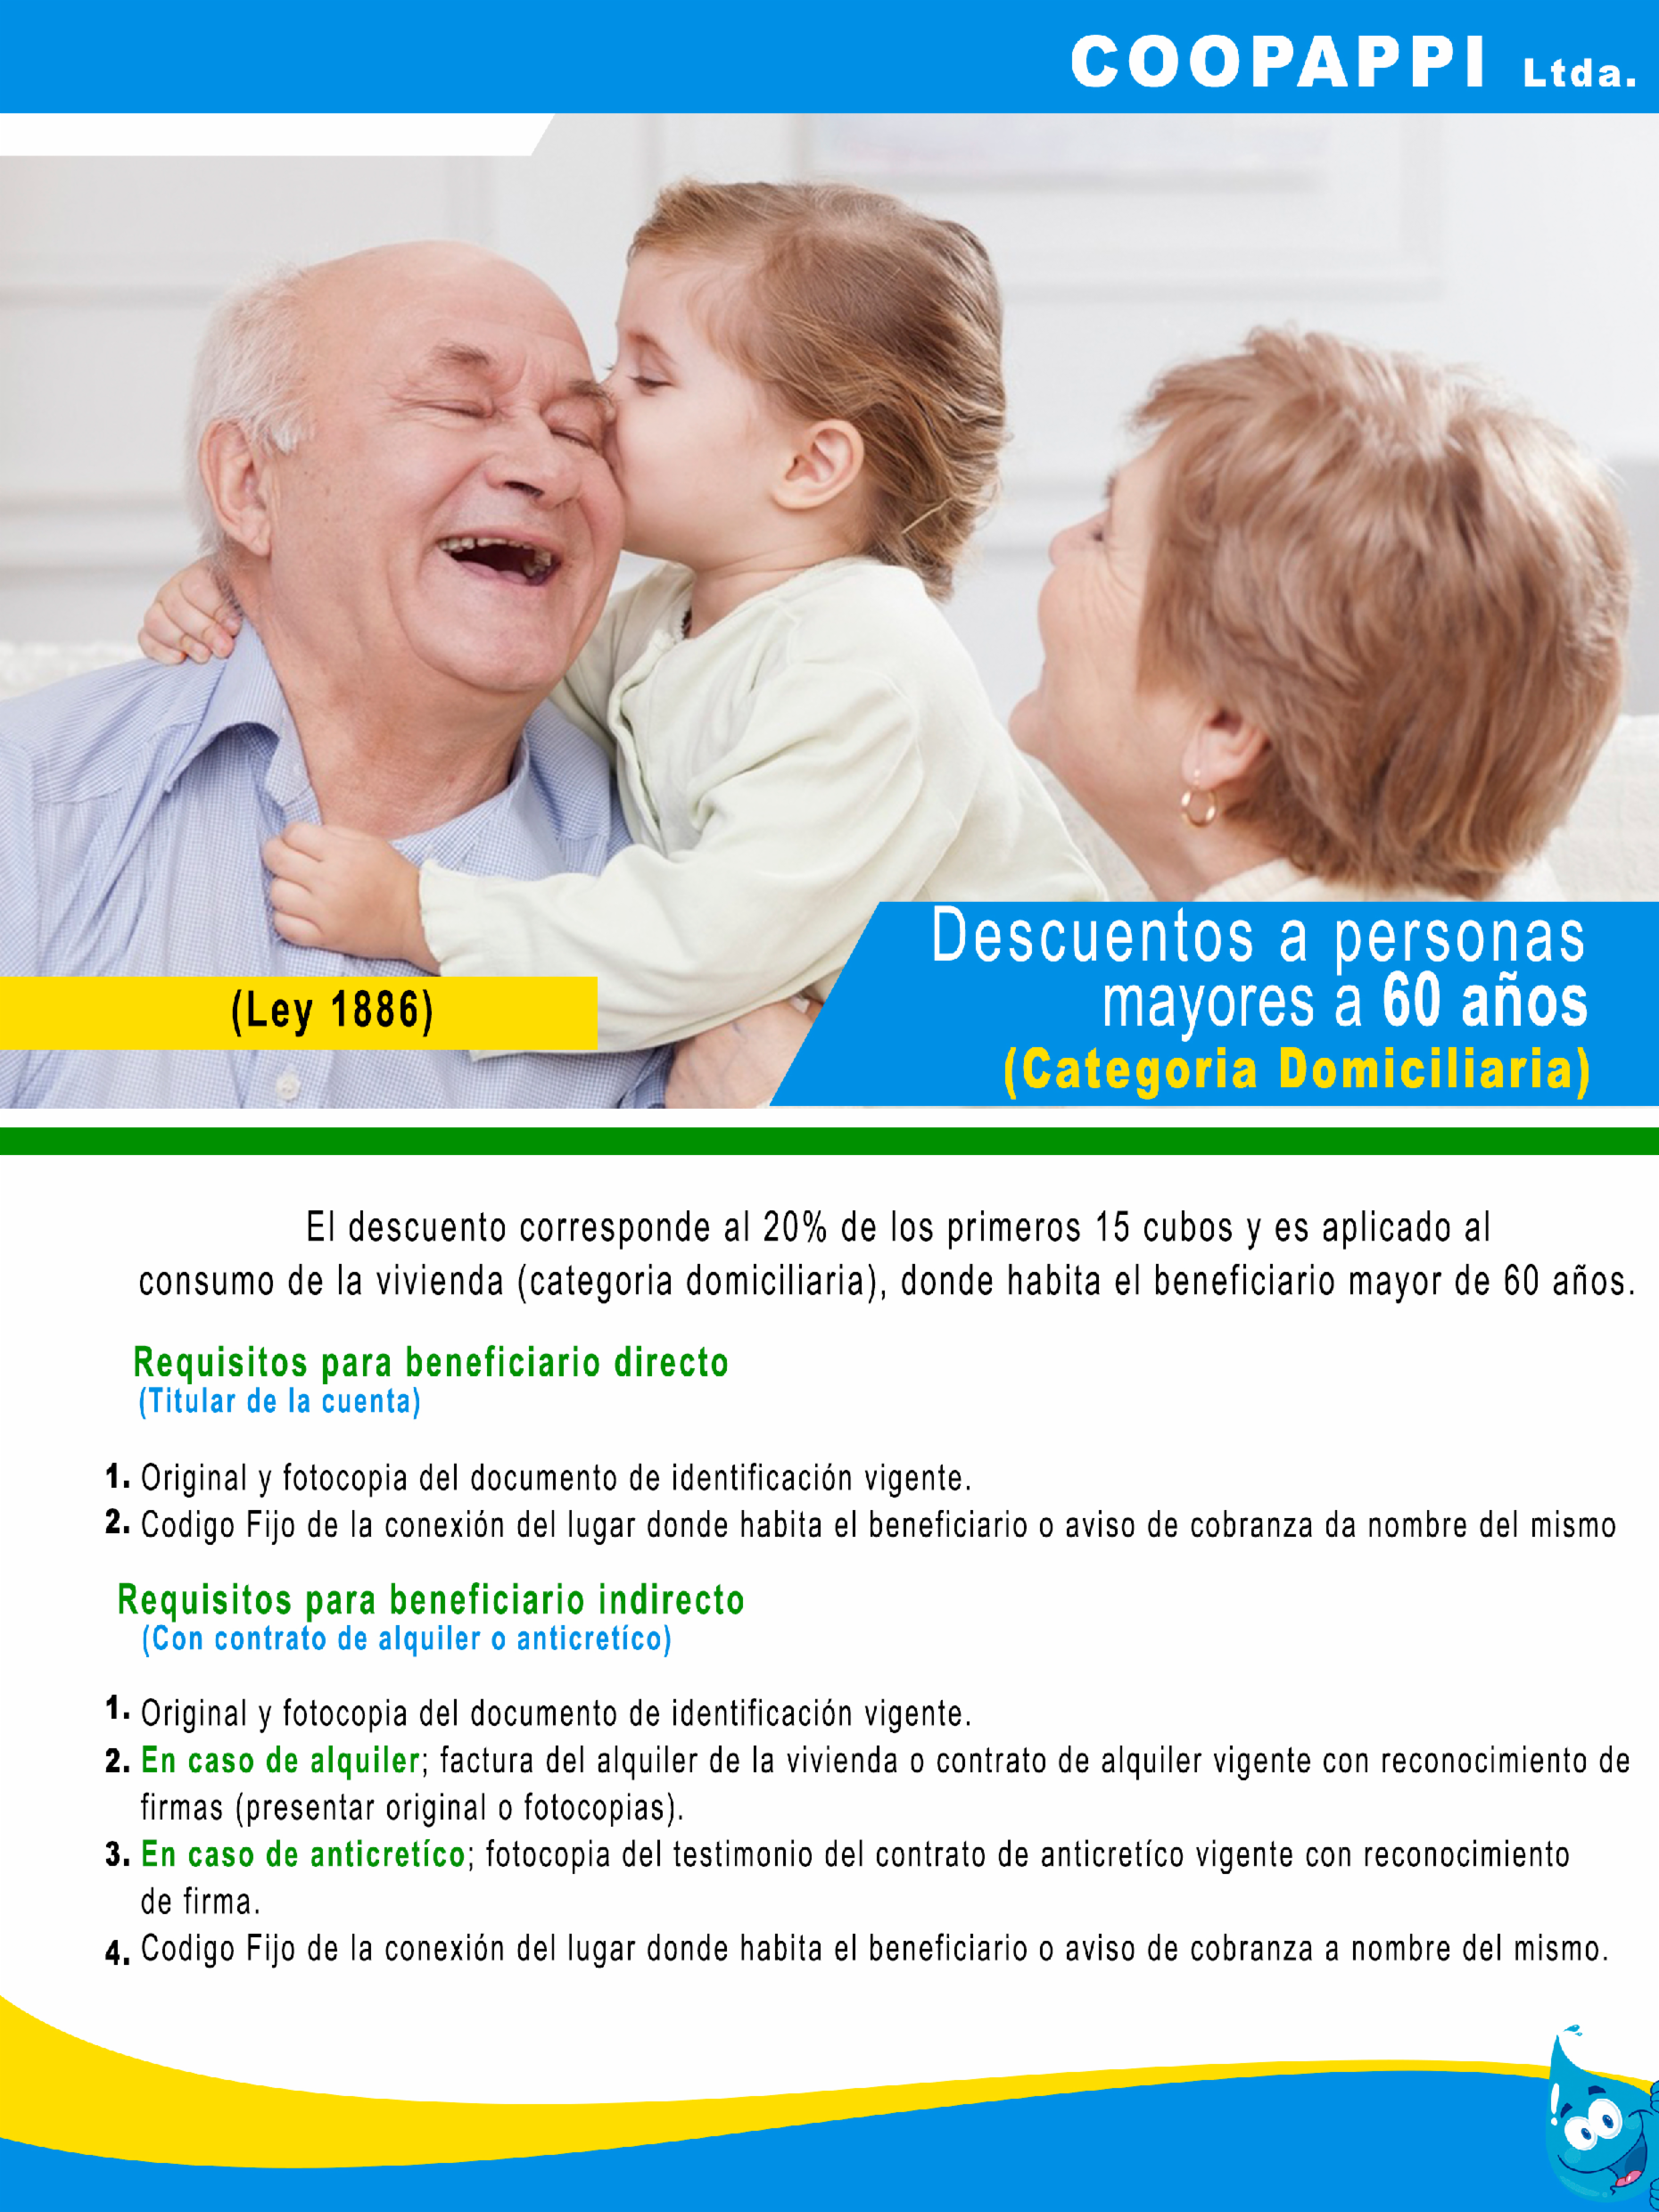 COOPAPPI Ltda.
(Ley 1886)
Descuentos a personas
mayores a 60 años
(Categoria Domiciliaria)
El descuento corresponde al 20% de los primeros 15 cubos y es aplicado al
consumo de la vivienda (categoria domiciliaria), donde habita el beneficiario mayor de 60 años.
Requisitos para beneficiario directo
(Titular de la cuenta)
1. Original y fotocopia del documento de identificación vigente.
2. Codigo Fijo de la conexión del lugar donde habita el beneficiario o aviso de cobranza da nombre del mismo
Requisitos para beneficiario indirecto
(Con contrato de alquiler o anticretíco)
1. Original y fotocopia del documento de identificación vigente.
2. En caso de alquiler; factura del alquiler de la vivienda o contrato de alquiler vigente con reconocimiento de
firmas (presentar original o fotocopias).
3. En caso de anticretíco; fotocopia del testimonio del contrato de anticretíco vigente con reconocimiento
de firma.
4. Codigo Fijo de la conexión del lugar donde habita el beneficiario o aviso de cobranza a nombre del mismo.